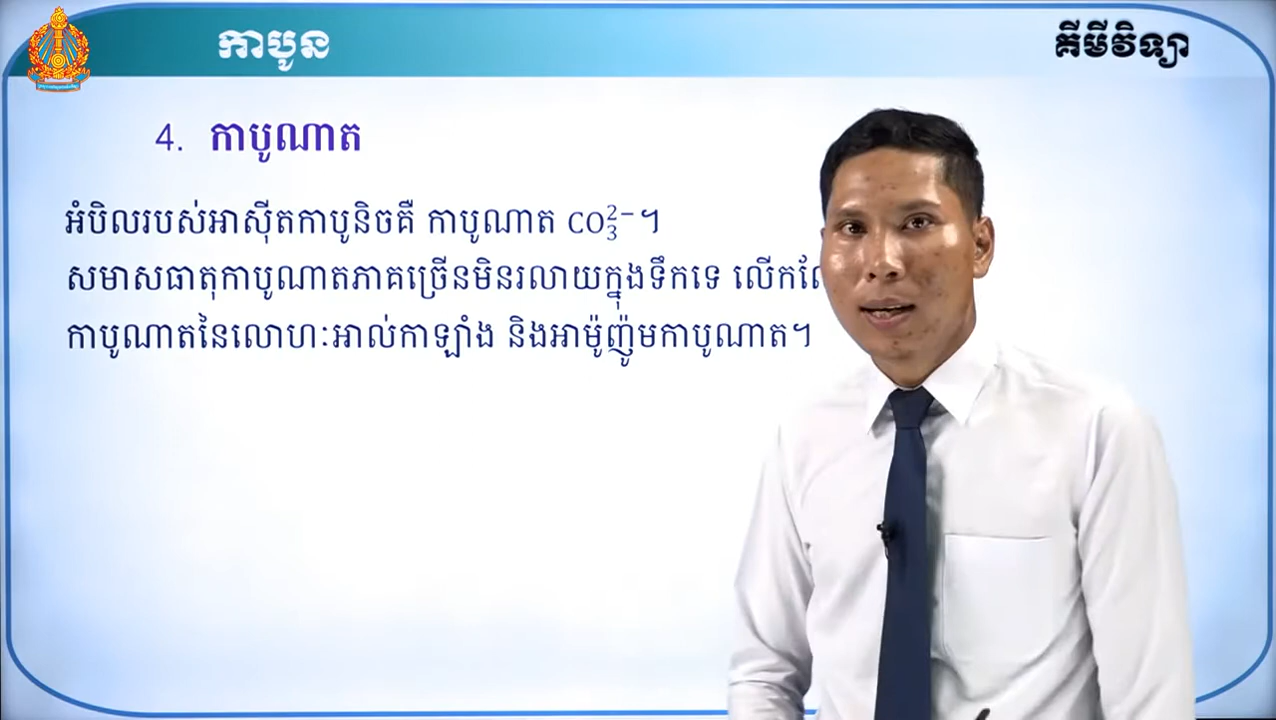 កាបូន
គីមីវិទ្យា
4. កាបូណាត
អំបិលរបស់អាស៊ីតកាបូនិចគឺ កាបូណាត CO₃²⁻។
សមាសធាតុកាបូណាតភាគច្រើនមិនរលាយក្នុងទឹកទេ
កាបូណាតនៃលោហៈអាល់កាឡាំង និងអាម៉ូញ៉ូមកាបូណាត។